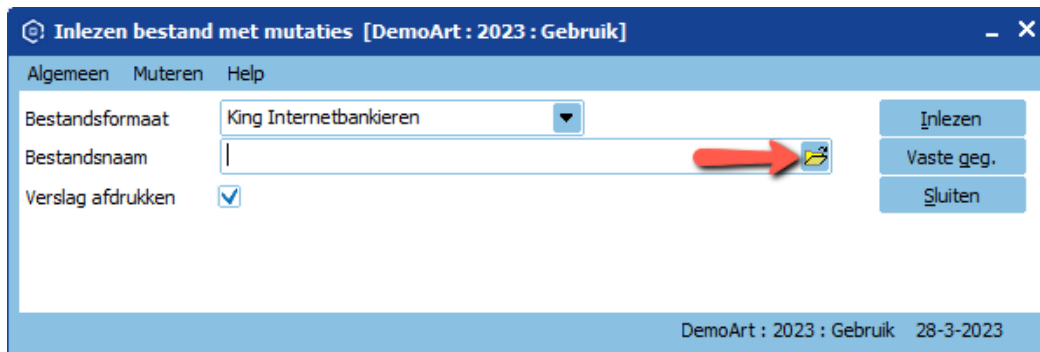 Inlezen bestand met mutaties [DemoArt : 2023 : Gebruik]
Algemeen Muteren Help
Bestandsformaat King Internetbankieren Inlezen
Bestandsnaam Vaste geg.
Verslag afdrukken Sluiten
DemoArt : 2023 : Gebruik 28-3-2023